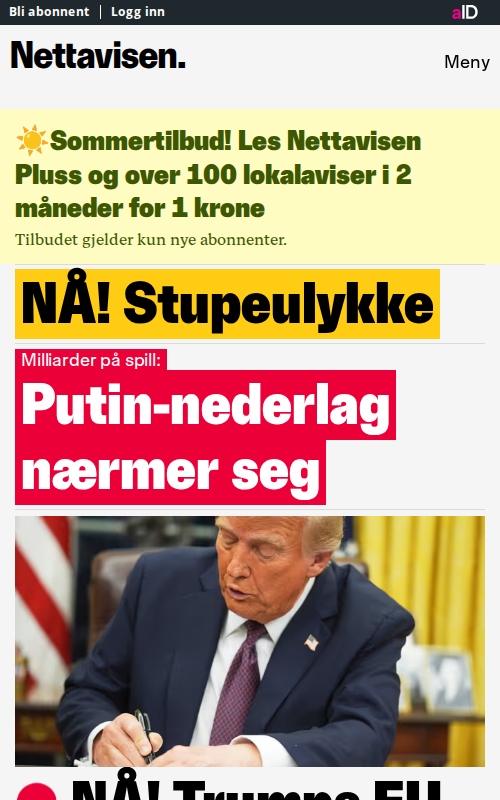 Bli abonnent | Logg inn
aID
Nettavisen.
Meny
Sommertilbud! Les Nettavisen
Pluss og over 100 lokalaviser i 2
måneder for 1 krone
Tilbudet gjelder kun nye abonnenter.
NÅ! Stupeulykke
Milliarder på spill:
Putin-nederlag
nærmer seg
NÅ! Trumps EU